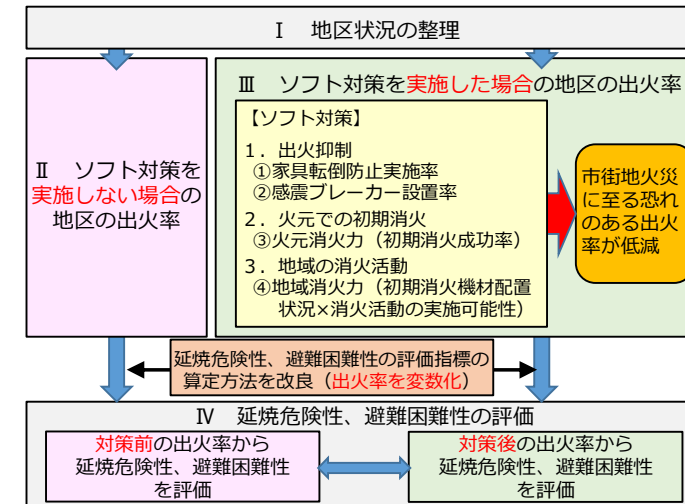 Ⅰ 地区状況の整理
Ⅱ ソフト対策を
実施しない場合の
地区の出火率
Ⅲ ソフト対策を実施した場合の地区の出火率
【ソフト対策】
１．出火抑制
①家具転倒防止実施率
②感震ブレーカー設置率
２．火元での初期消火
③火元消火力（初期消火成功率）
３．地域の消火活動
④地域消火力（初期消火機材配置
状況×消火活動の実施可能性）
市街地火災
に至る恐れ
のある出火
率が低減
延焼危険性、避難困難性の評価指標の
算定方法を改良（出火率を変数化）
Ⅳ 延焼危険性、避難困難性の評価
対策前の出火率から
延焼危険性、避難困難性
を評価
対策後の出火率から
延焼危険性、避難困難性
を評価